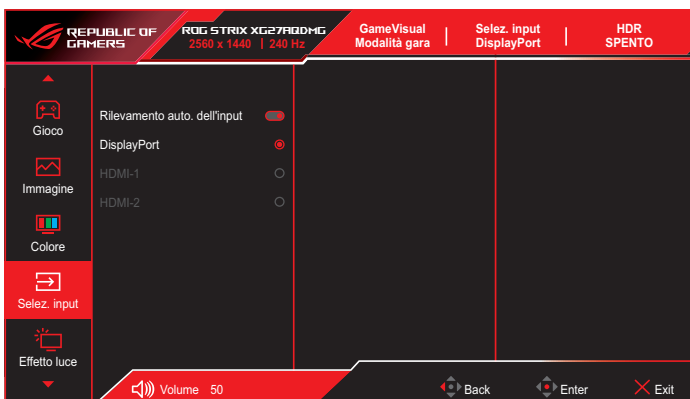 REPUBLIC OF
GAMERS
ROG STRIX XG27AQDMG
2560 x 1440 | 240 Hz
GameVisual
Modalità gara
Selez. input
DisplayPort
HDR
SPENTO
Gioco
Immagine
Colore
Selez. input
Effetto luce
Rilevamento auto. dell'input
DisplayPort
HDMI-1
HDMI-2
Volume 50
Back
Enter
Exit